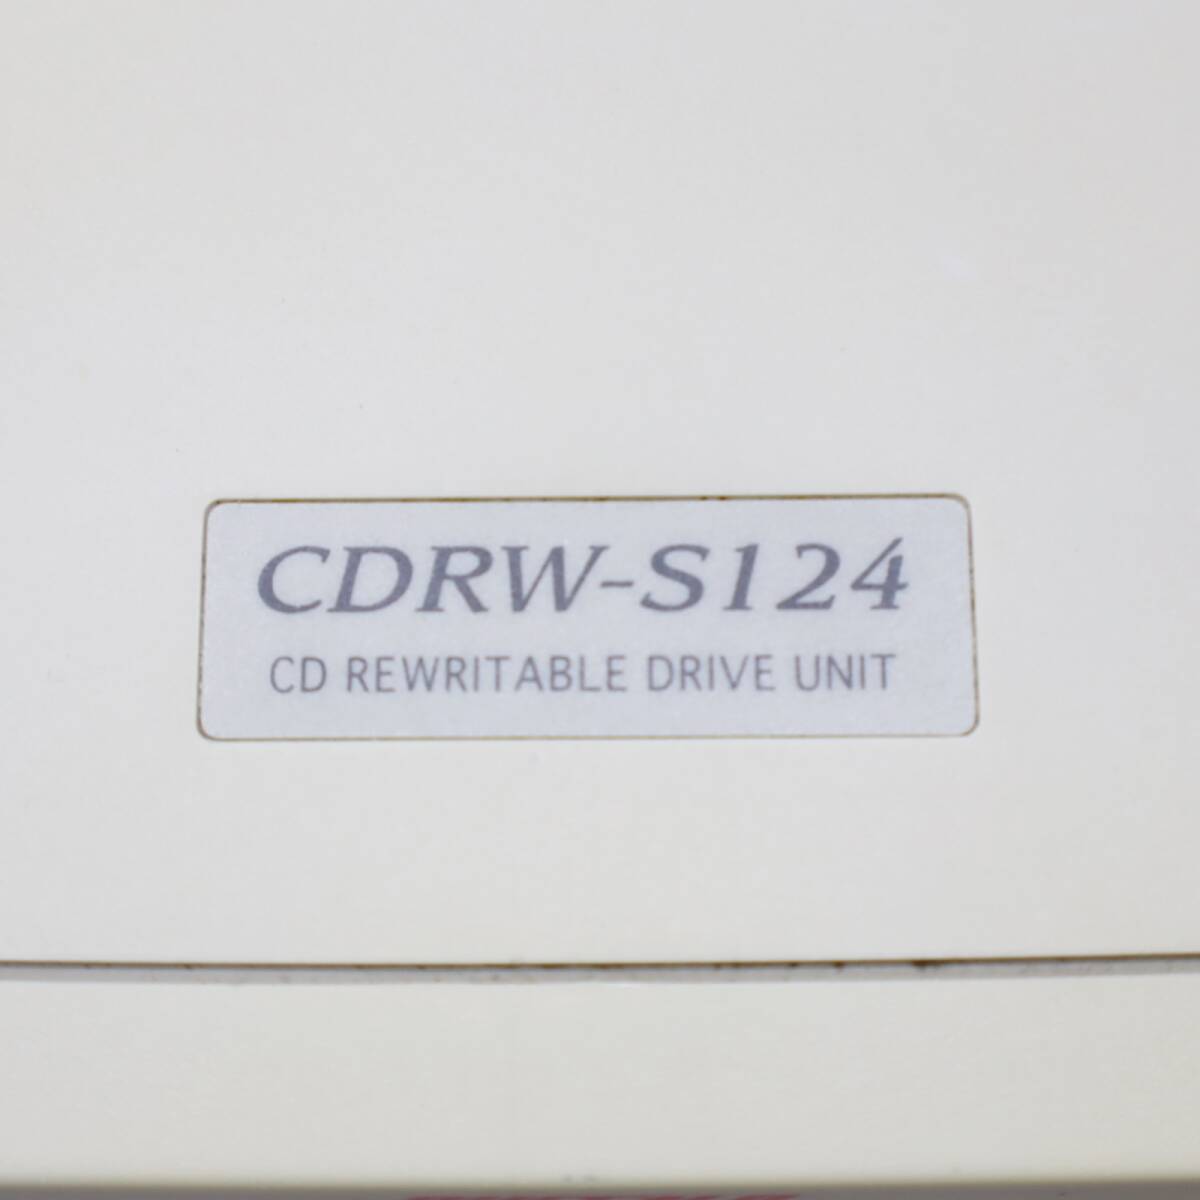 CDRW-S124
CD REWRITABLE DRIVE UNIT